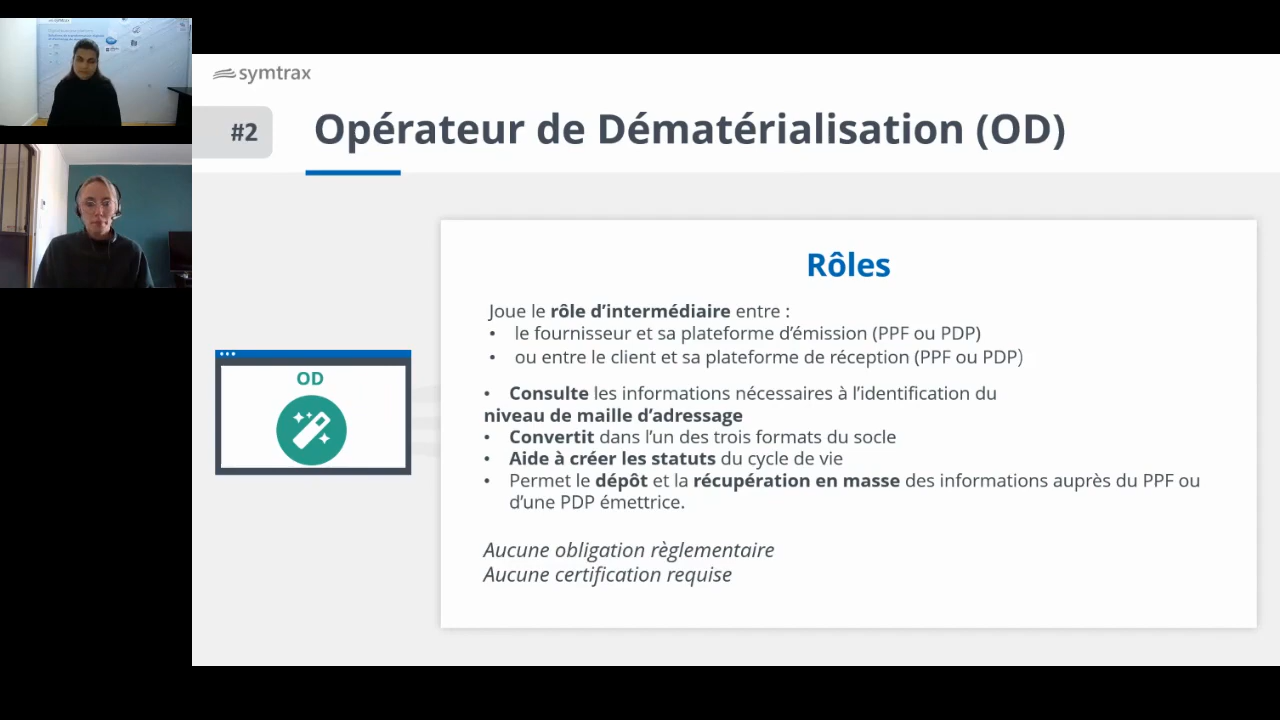 symtrax
#2
Opérateur de Dématérialisation (OD)
Rôles
Joue le rôle d’intermédiaire entre :
• le fournisseur et sa plateforme d’émission (PPF ou PDP)
• ou entre le client et sa plateforme de réception (PPF ou PDP)
• Consulte les informations nécessaires à l’identification du
niveau de maille d’adressage
• Convertit dans l’un des trois formats du socle
• Aide à créer les statuts du cycle de vie
• Permet le dépôt et la récupération en masse des informations auprès du PPF ou
d’une PDP émettrice.
Aucune obligation règlementaire
Aucune certification requise
OD